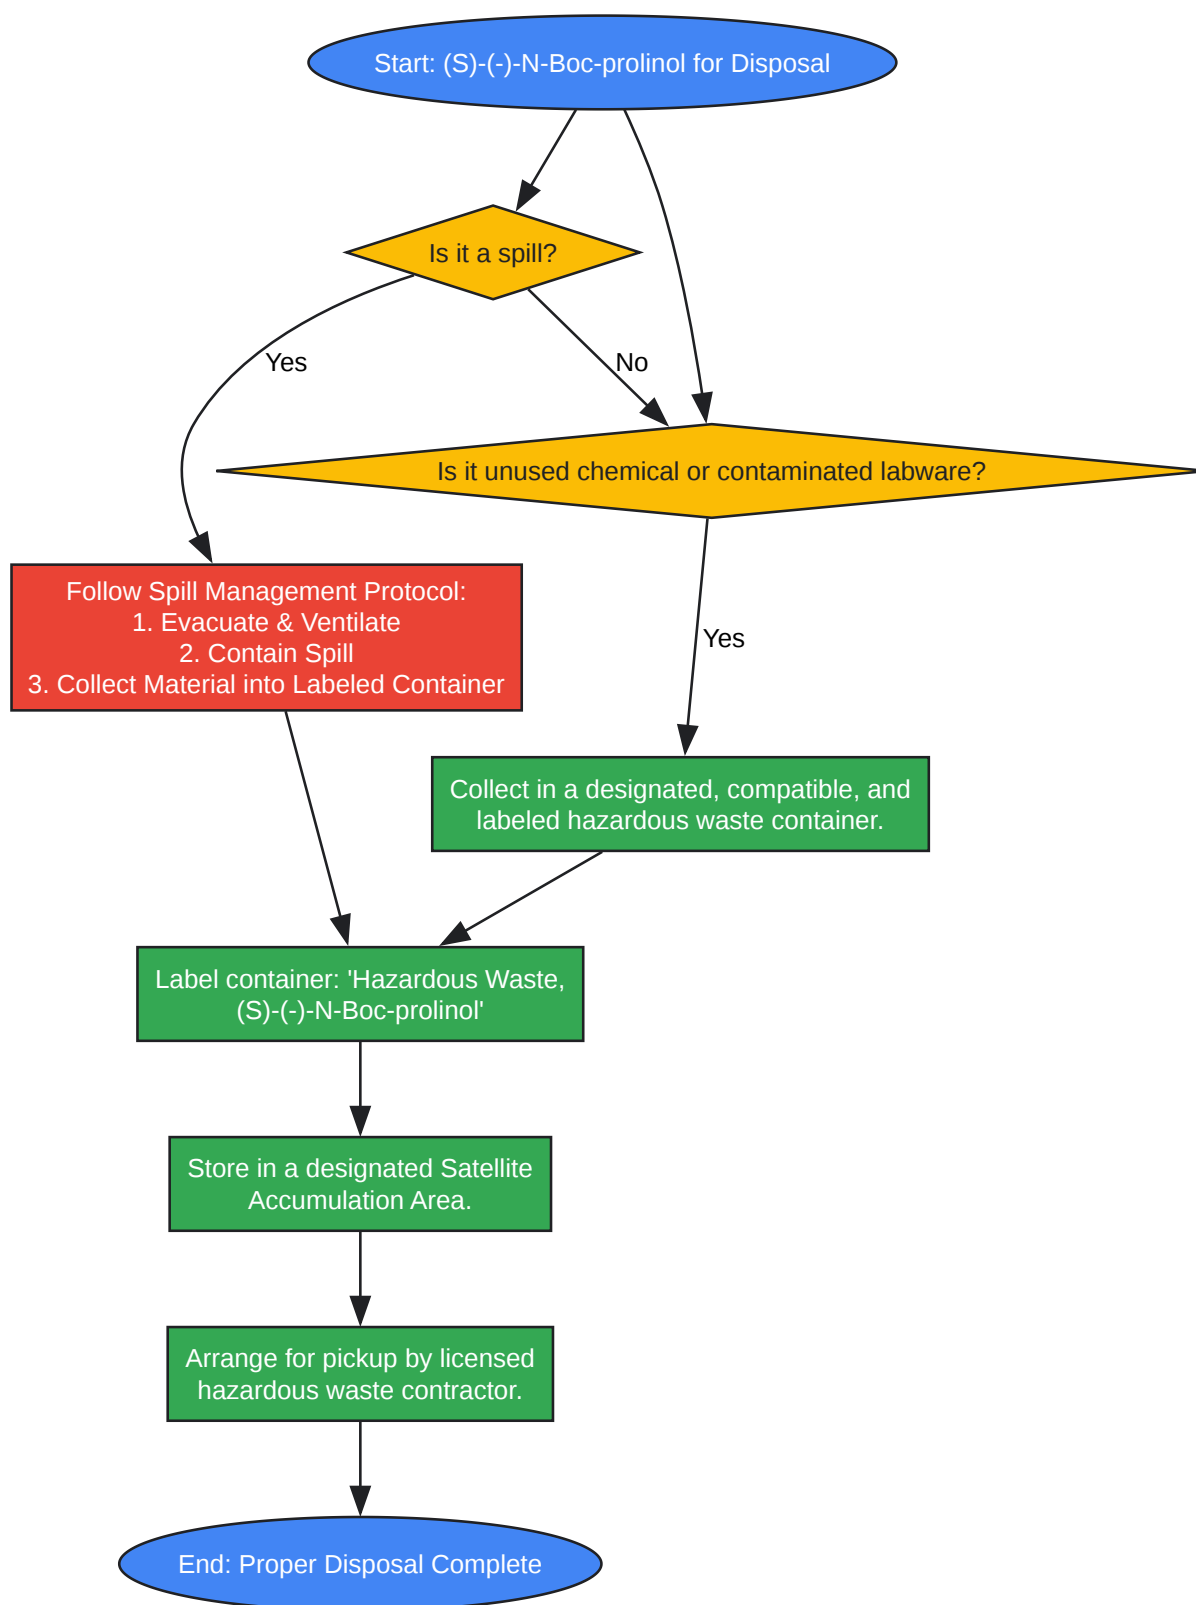 Start: (S)-(-)-N-Boc-prolinol for Disposal
Is it a spill?
Yes
No
Is it unused chemical or contaminated labware?
Follow Spill Management Protocol:
1. Evacuate & Ventilate
2. Contain Spill
3. Collect Material into Labeled Container
Yes
Collect in a designated, compatible, and
labeled hazardous waste container.
Label container: 'Hazardous Waste,
(S)-(-)-N-Boc-prolinol'
Store in a designated Satellite
Accumulation Area.
Arrange for pickup by licensed
hazardous waste contractor.
End: Proper Disposal Complete